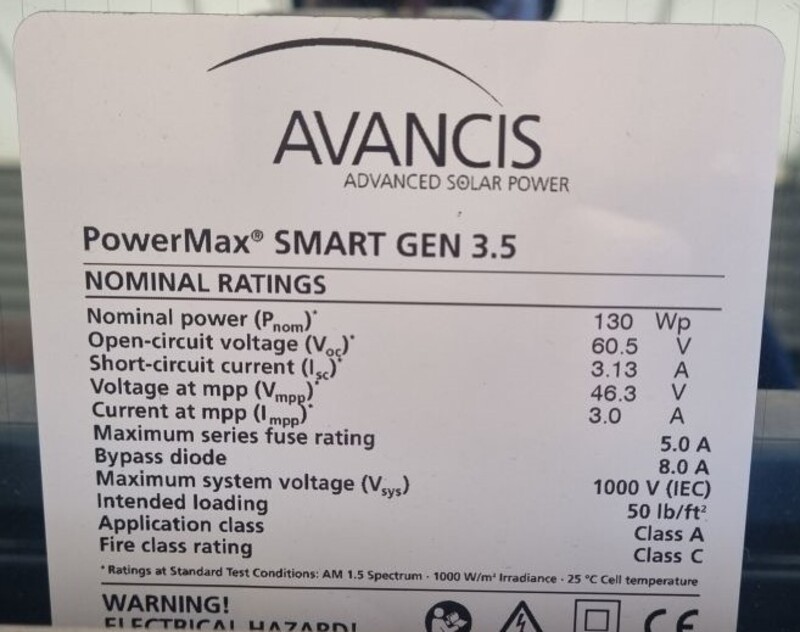 AVANCIS
ADVANCED SOLAR POWER
PowerMax® SMART GEN 3.5
NOMINAL RATINGS
Nominal power (Pnom)* 130 Wp
Open-circuit voltage (Voc)* 60.5 V
Short-circuit current (Isc)* 3.13 A
Voltage at mpp (Vmpp)* 46.3 V
Current at mpp (Impp)* 3.0 A
Maximum series fuse rating 5.0 A
Bypass diode 8.0 A
Maximum system voltage (Vsys) 1000 V (IEC)
Intended loading 50 lb/ft²
Application class Class A
Fire class rating Class C
*Ratings at Standard Test Conditions: AM 1.5 Spectrum · 1000 W/m² Irradiance · 25 °C Cell temperature
WARNING!
ELECTRICAL HAZARD!
CE